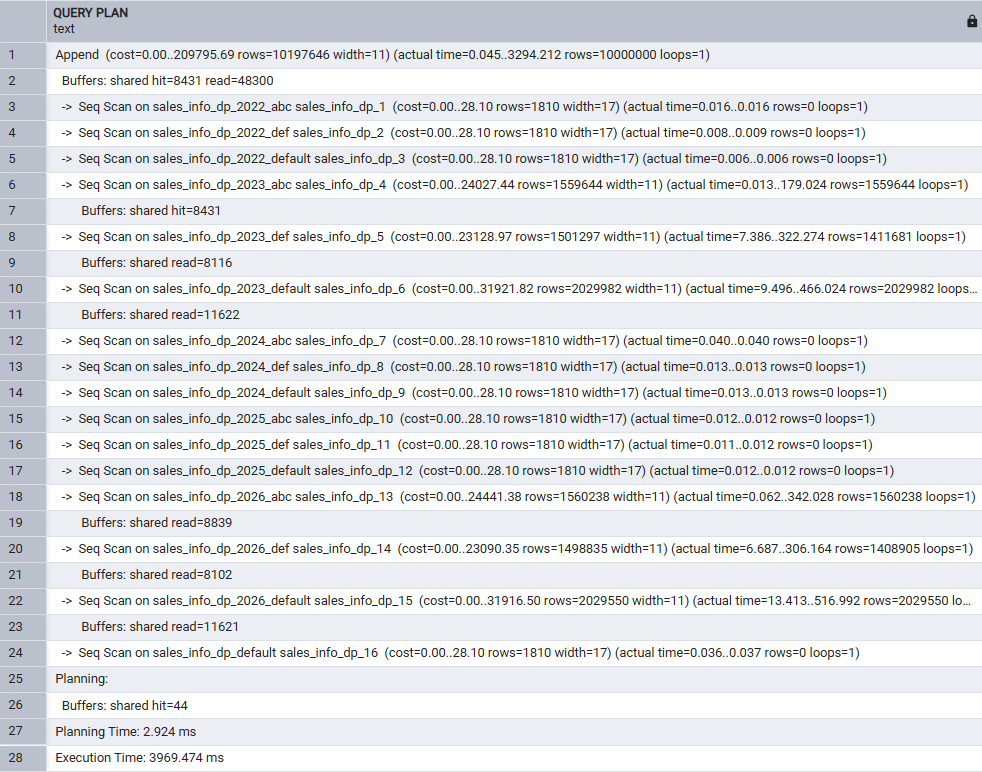 QUERY PLAN
text
1 Append (cost=0.00..209795.69 rows=10197646 width=11) (actual time=0.045..3294.212 rows=10000000 loops=1)
2 Buffers: shared hit=8431 read=48300
3 -> Seq Scan on sales_info_dp_2022_abc sales_info_dp_1 (cost=0.00..28.10 rows=1810 width=17) (actual time=0.016..0.016 rows=0 loops=1)
4 -> Seq Scan on sales_info_dp_2022_def sales_info_dp_2 (cost=0.00..28.10 rows=1810 width=17) (actual time=0.008..0.009 rows=0 loops=1)
5 -> Seq Scan on sales_info_dp_2022_default sales_info_dp_3 (cost=0.00..28.10 rows=1810 width=17) (actual time=0.006..0.006 rows=0 loops=1)
6 -> Seq Scan on sales_info_dp_2023_abc sales_info_dp_4 (cost=0.00..24027.44 rows=1559644 width=11) (actual time=0.013..179.024 rows=1559644 loops=1)
7 Buffers: shared hit=8431
8 -> Seq Scan on sales_info_dp_2023_def sales_info_dp_5 (cost=0.00..23128.97 rows=1501297 width=11) (actual time=7.386..322.274 rows=1411681 loops=1)
9 Buffers: shared read=8116
10 -> Seq Scan on sales_info_dp_2023_default sales_info_dp_6 (cost=0.00..31921.82 rows=2029982 width=11) (actual time=9.496..466.024 rows=2029982 loops...
11 Buffers: shared read=11622
12 -> Seq Scan on sales_info_dp_2024_abc sales_info_dp_7 (cost=0.00..28.10 rows=1810 width=17) (actual time=0.040..0.040 rows=0 loops=1)
13 -> Seq Scan on sales_info_dp_2024_def sales_info_dp_8 (cost=0.00..28.10 rows=1810 width=17) (actual time=0.013..0.013 rows=0 loops=1)
14 -> Seq Scan on sales_info_dp_2024_default sales_info_dp_9 (cost=0.00..28.10 rows=1810 width=17) (actual time=0.013..0.013 rows=0 loops=1)
15 -> Seq Scan on sales_info_dp_2025_abc sales_info_dp_10 (cost=0.00..28.10 rows=1810 width=17) (actual time=0.012..0.012 rows=0 loops=1)
16 -> Seq Scan on sales_info_dp_2025_def sales_info_dp_11 (cost=0.00..28.10 rows=1810 width=17) (actual time=0.011..0.012 rows=0 loops=1)
17 -> Seq Scan on sales_info_dp_2025_default sales_info_dp_12 (cost=0.00..28.10 rows=1810 width=17) (actual time=0.012..0.012 rows=0 loops=1)
18 -> Seq Scan on sales_info_dp_2026_abc sales_info_dp_13 (cost=0.00..24441.38 rows=1560238 width=11) (actual time=0.062..342.028 rows=1560238 loops=1)
19 Buffers: shared read=8839
20 -> Seq Scan on sales_info_dp_2026_def sales_info_dp_14 (cost=0.00..23090.35 rows=1498835 width=11) (actual time=6.687..306.164 rows=1408905 loops=1)
21 Buffers: shared read=8102
22 -> Seq Scan on sales_info_dp_2026_default sales_info_dp_15 (cost=0.00..31916.50 rows=2029550 width=11) (actual time=13.413..516.992 rows=2029550 lo...
23 Buffers: shared read=11621
24 -> Seq Scan on sales_info_dp_default sales_info_dp_16 (cost=0.00..28.10 rows=1810 width=17) (actual time=0.036..0.037 rows=0 loops=1)
25 Planning:
26 Buffers: shared hit=44
27 Planning Time: 2.924 ms
28 Execution Time: 3969.474 ms